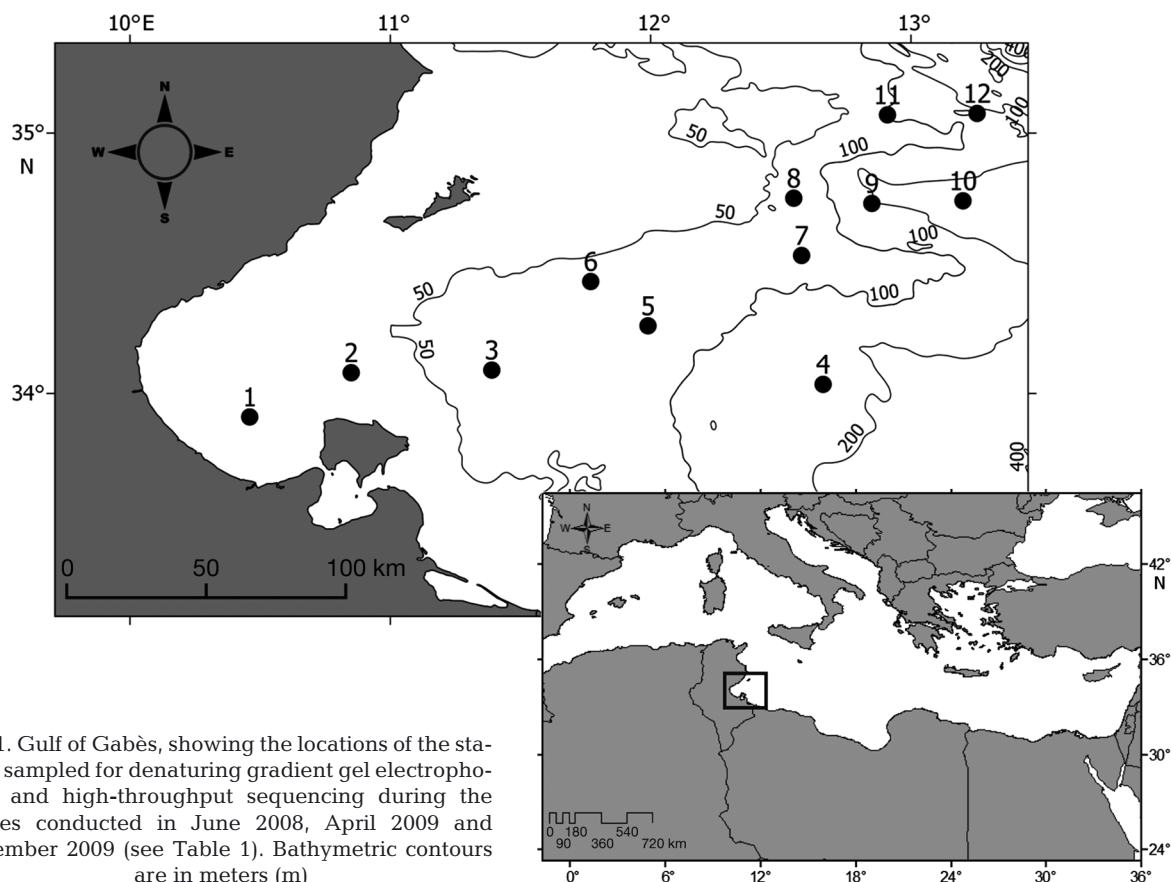 10°E 11° 12° 13°
35°
N
34°
N
W E
S
50
50
50
50
100
100
100
100
200
200
400
400
1
2
3
4
5
6
7
8
9
10
11
12
0 50 100 km
N
W E
S
42°
N
36°
30°
24°
0 180 540
90 360 720 km
0° 6° 12° 18° 24° 30° 36°
1. Gulf of Gabès, showing the locations of the sta-
sampled for denaturing gradient gel electropho-
and high-throughput sequencing during the
es conducted in June 2008, April 2009 and
ember 2009 (see Table 1). Bathymetric contours
are in meters (m)